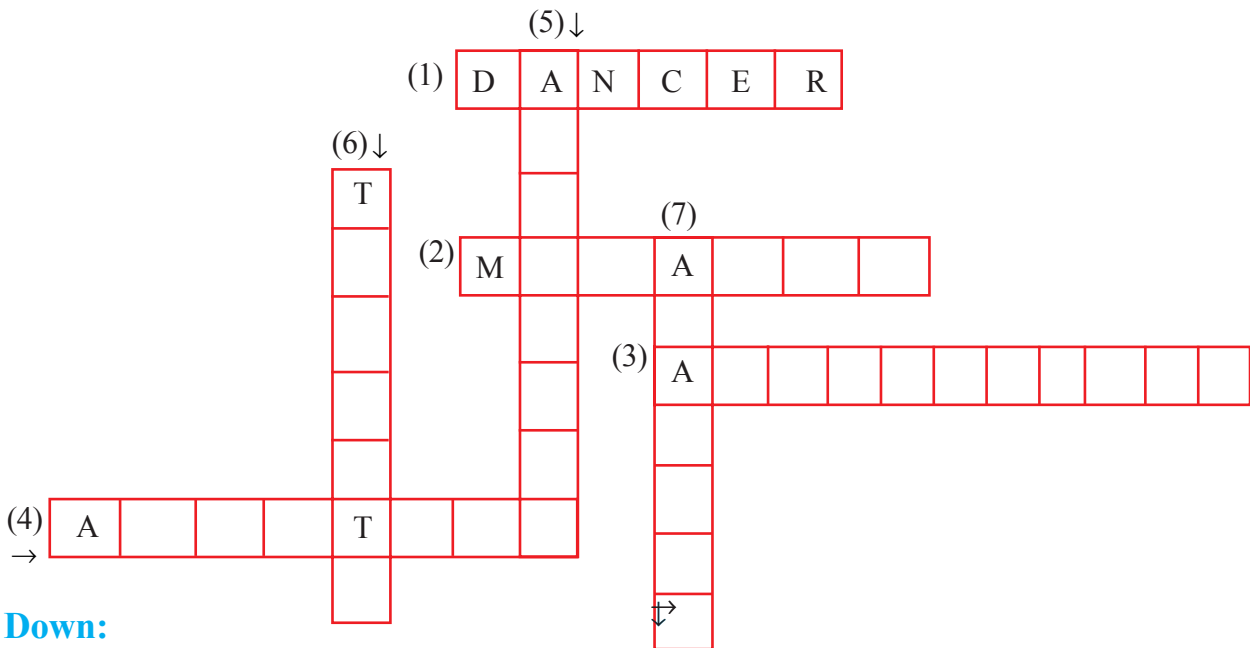 (5)↓
(1) D A N C E R
(6)↓
T
(7)
(2) M A
(3) A
(4) A T
→
Down: